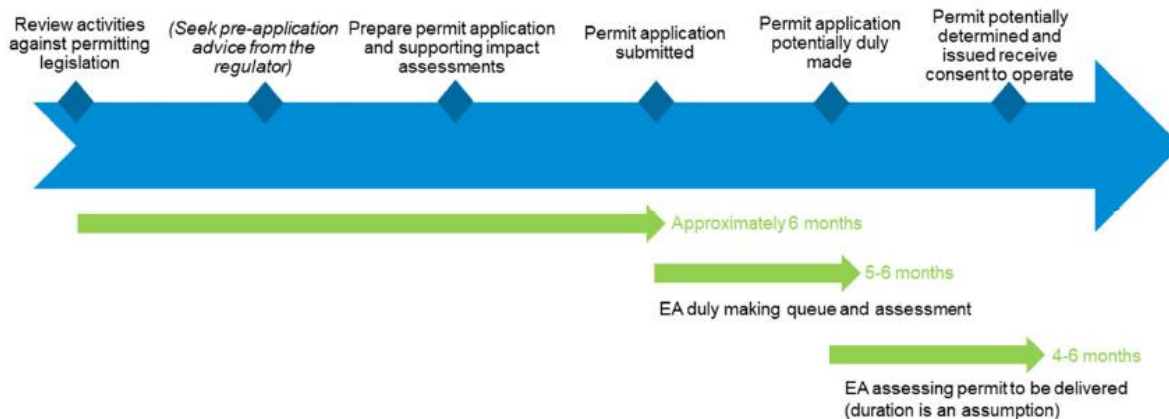 Review activities
against permitting
legislation
(Seek pre-application
advice from the
regulator)
Prepare permit application
and supporting impact
assessments
Permit application
submitted
Permit application
potentially duly
made
Permit potentially
determined and
issued receive
consent to operate
Approximately 6 months
5-6 months
EA duly making queue and assessment
4-6 months
EA assessing permit to be delivered
(duration is an assumption)